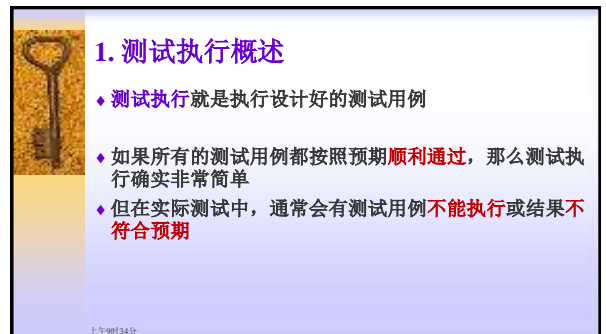 1. 测试执行概述
测试执行就是执行设计好的测试用例
如果所有的测试用例都按照预期顺利通过，那么测试执
行确实非常简单
但在实际测试中，通常会有测试用例不能执行或结果不
符合预期
上午9时34分